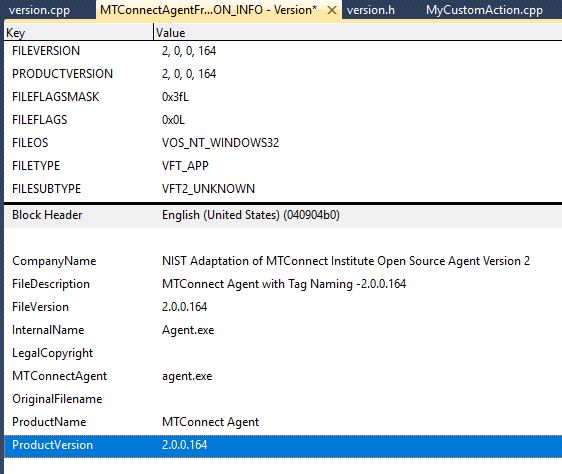 version.cpp MTConnectAgentFr...ON_INFO - Version* version.h MyCustomAction.cpp
Key Value
FILEVERSION 2, 0, 0, 164
PRODUCTVERSION 2, 0, 0, 164
FILEFLAGSMASK 0x3fL
FILEFLAGS 0x0L
FILEOS VOS_NT_WINDOWS32
FILETYPE VFT_APP
FILESUBTYPE VFT2_UNKNOWN
Block Header English (United States) (040904b0)
CompanyName NIST Adaptation of MTConnect Institute Open Source Agent Version 2
FileDescription MTConnect Agent with Tag Naming -2.0.0.164
FileVersion 2.0.0.164
InternalName Agent.exe
LegalCopyright
MTConnectAgent agent.exe
OriginalFilename
ProductName MTConnect Agent
ProductVersion 2.0.0.164